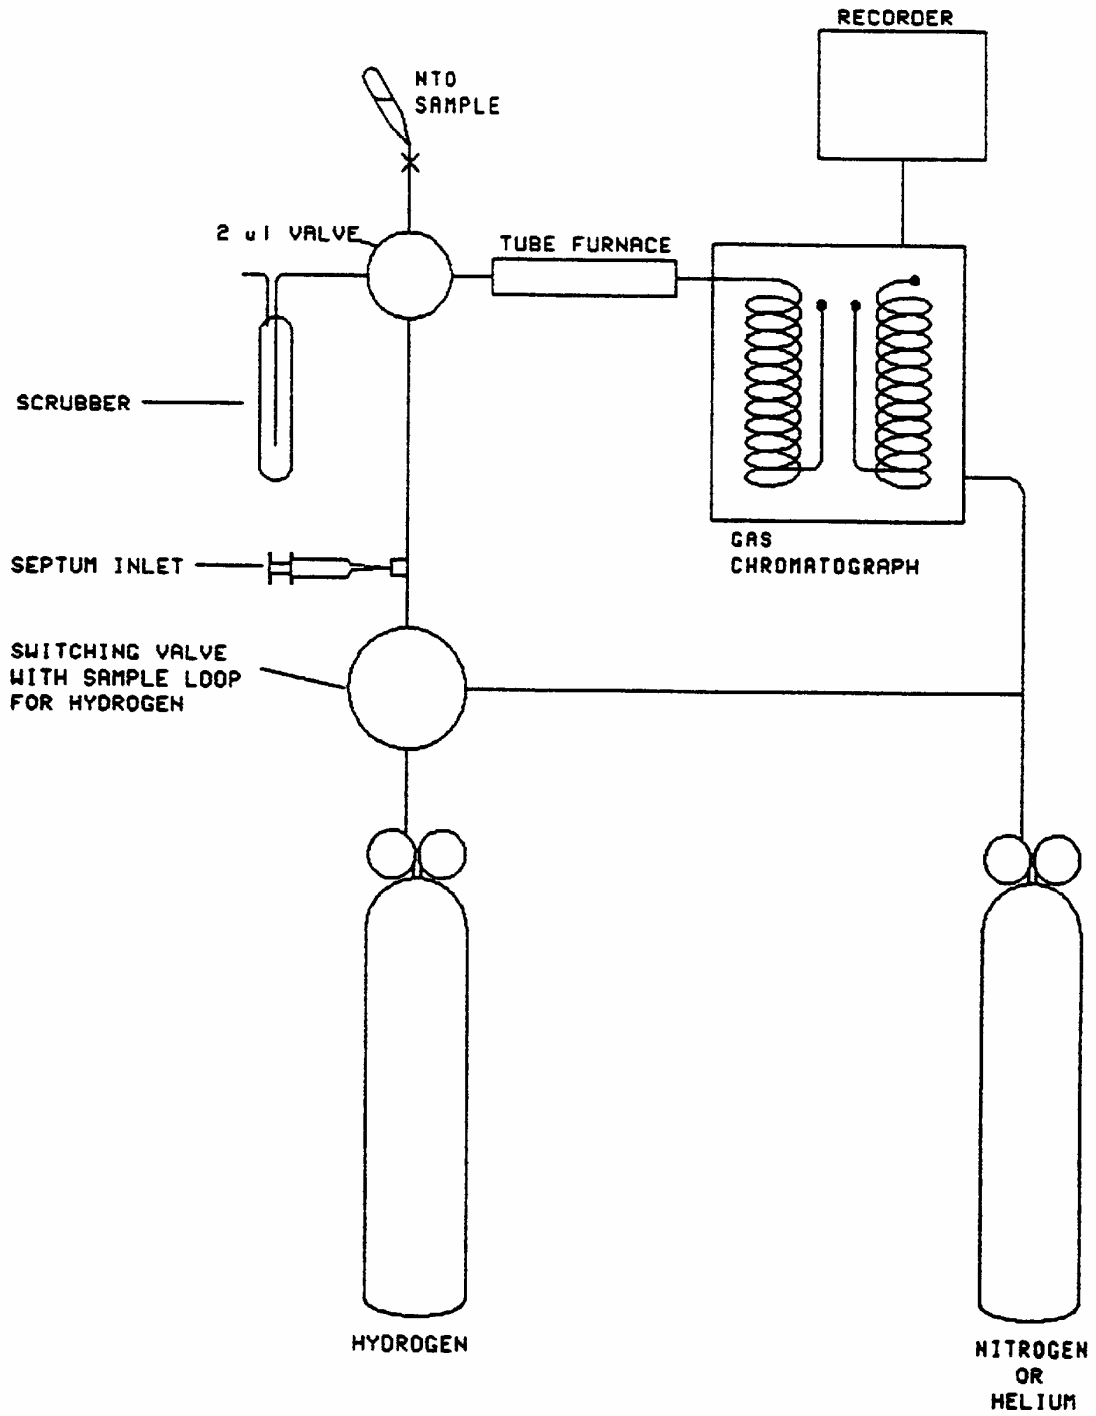 RECORDER
NTO
SAMPLE
2 ul VALVE
TUBE FURNACE
SCRUBBER
GAS
CHROMATOGRAPH
SEPTUM INLET
SWITCHING VALVE
WITH SAMPLE LOOP
FOR HYDROGEN
HYDROGEN
NITROGEN
OR
HELIUM